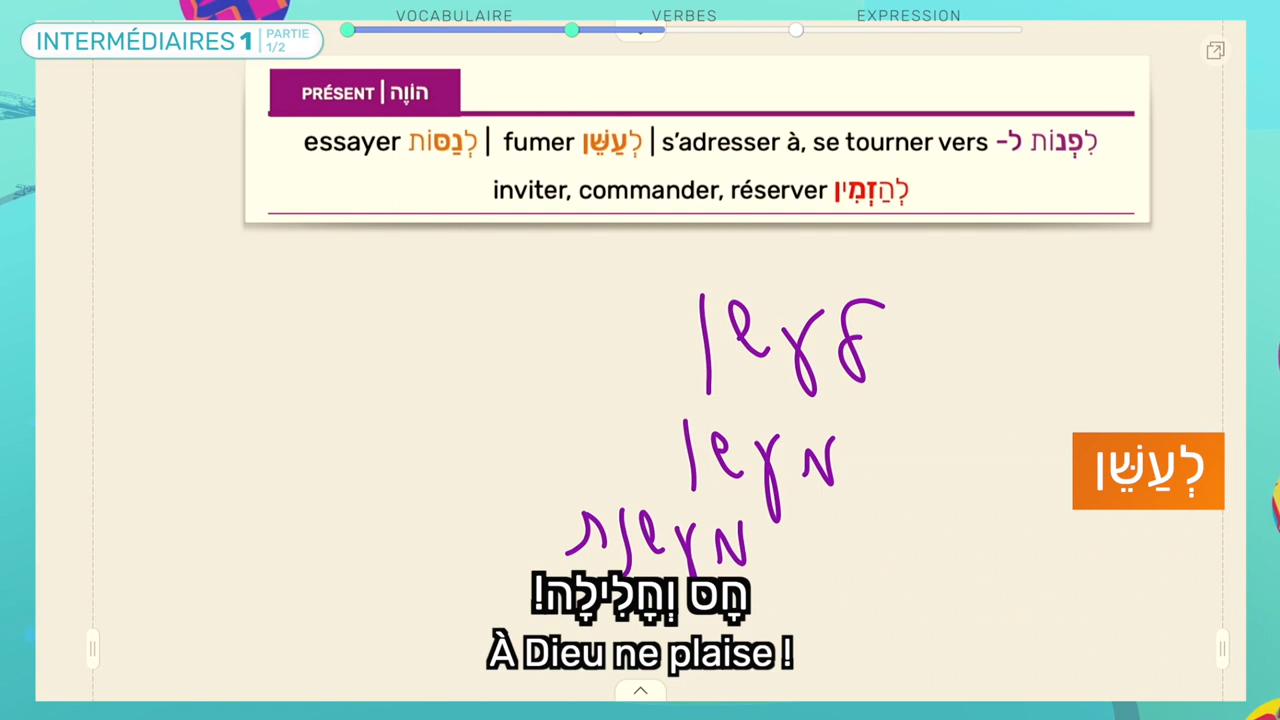 VOCABULAIRE VERBES EXPRESSION
INTERMÉDIAIRES 1 | PARTIE 1/2
PRÉSENT | הוֹוֶה
לִפְנוֹת ל- s'adresser à, se tourner vers | לְעַשֵּׁן fumer | לְנַסּוֹת essayer
לְהַזְמִין inviter, commander, réserver
לעשן
מעשן
לְעַשֵּׁן
מעשנת
חָס וְחָלִילָה!
À Dieu ne plaise !